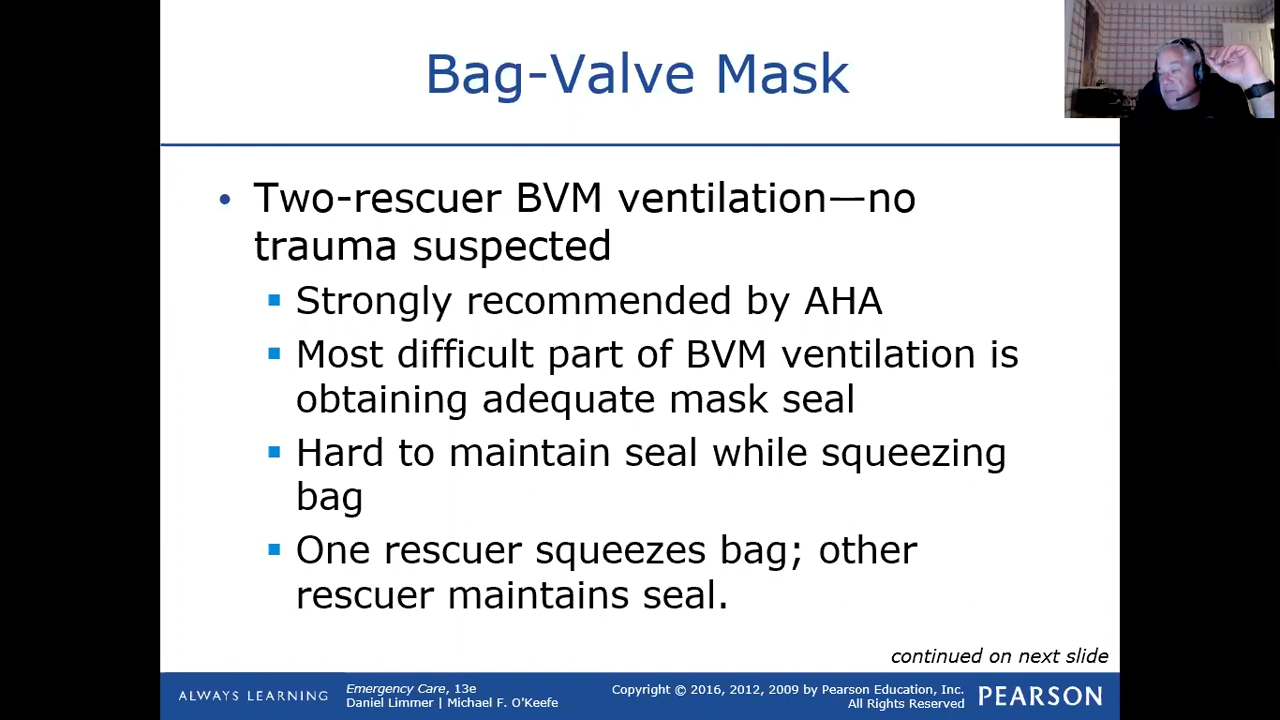 Bag-Valve Mask
• Two-rescuer BVM ventilation—no
trauma suspected
▪ Strongly recommended by AHA
▪ Most difficult part of BVM ventilation is
obtaining adequate mask seal
▪ Hard to maintain seal while squeezing
bag
▪ One rescuer squeezes bag; other
rescuer maintains seal.
continued on next slide
ALWAYS LEARNING
Emergency Care, 13e
Daniel Limmer | Michael F. O'Keefe
Copyright © 2016, 2012, 2009 by Pearson Education, Inc.
All Rights Reserved
PEARSON